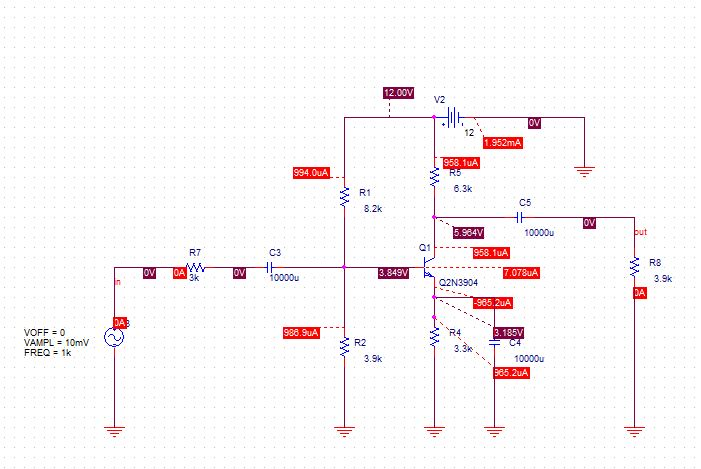 12.00V
V2
12
0V
1.952mA
958.1uA
R5
6.3k
994.0uA
R1
8.2k
C5
10000u
0V
out
5.964V
Q1
958.1uA
R7
3k
C3
10000u
0V
0A
0V
3.849V
7.078uA
Q2N3904
R8
3.9k
0A
in
-965.2uA
0A
VOFF = 0
VAMPL = 10mV
FREQ = 1k
986.9uA
R2
3.9k
R4
3.3k
3.185V
C4
10000u
965.2uA